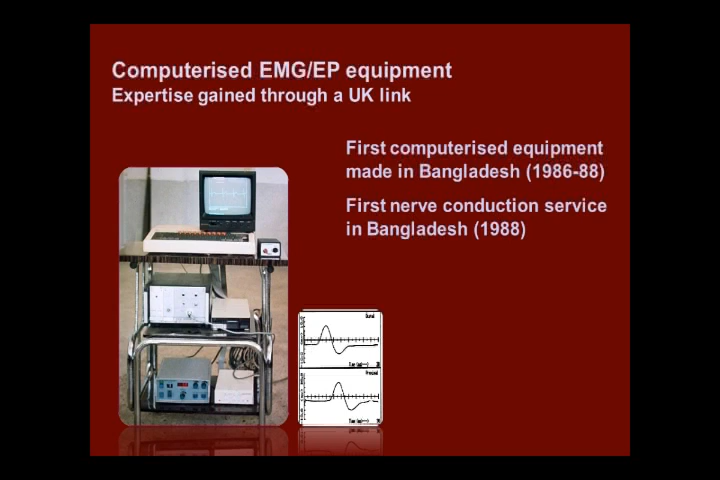 Computerised EMG/EP equipment
Expertise gained through a UK link
First computerised equipment
made in Bangladesh (1986-88)
First nerve conduction service
in Bangladesh (1988)